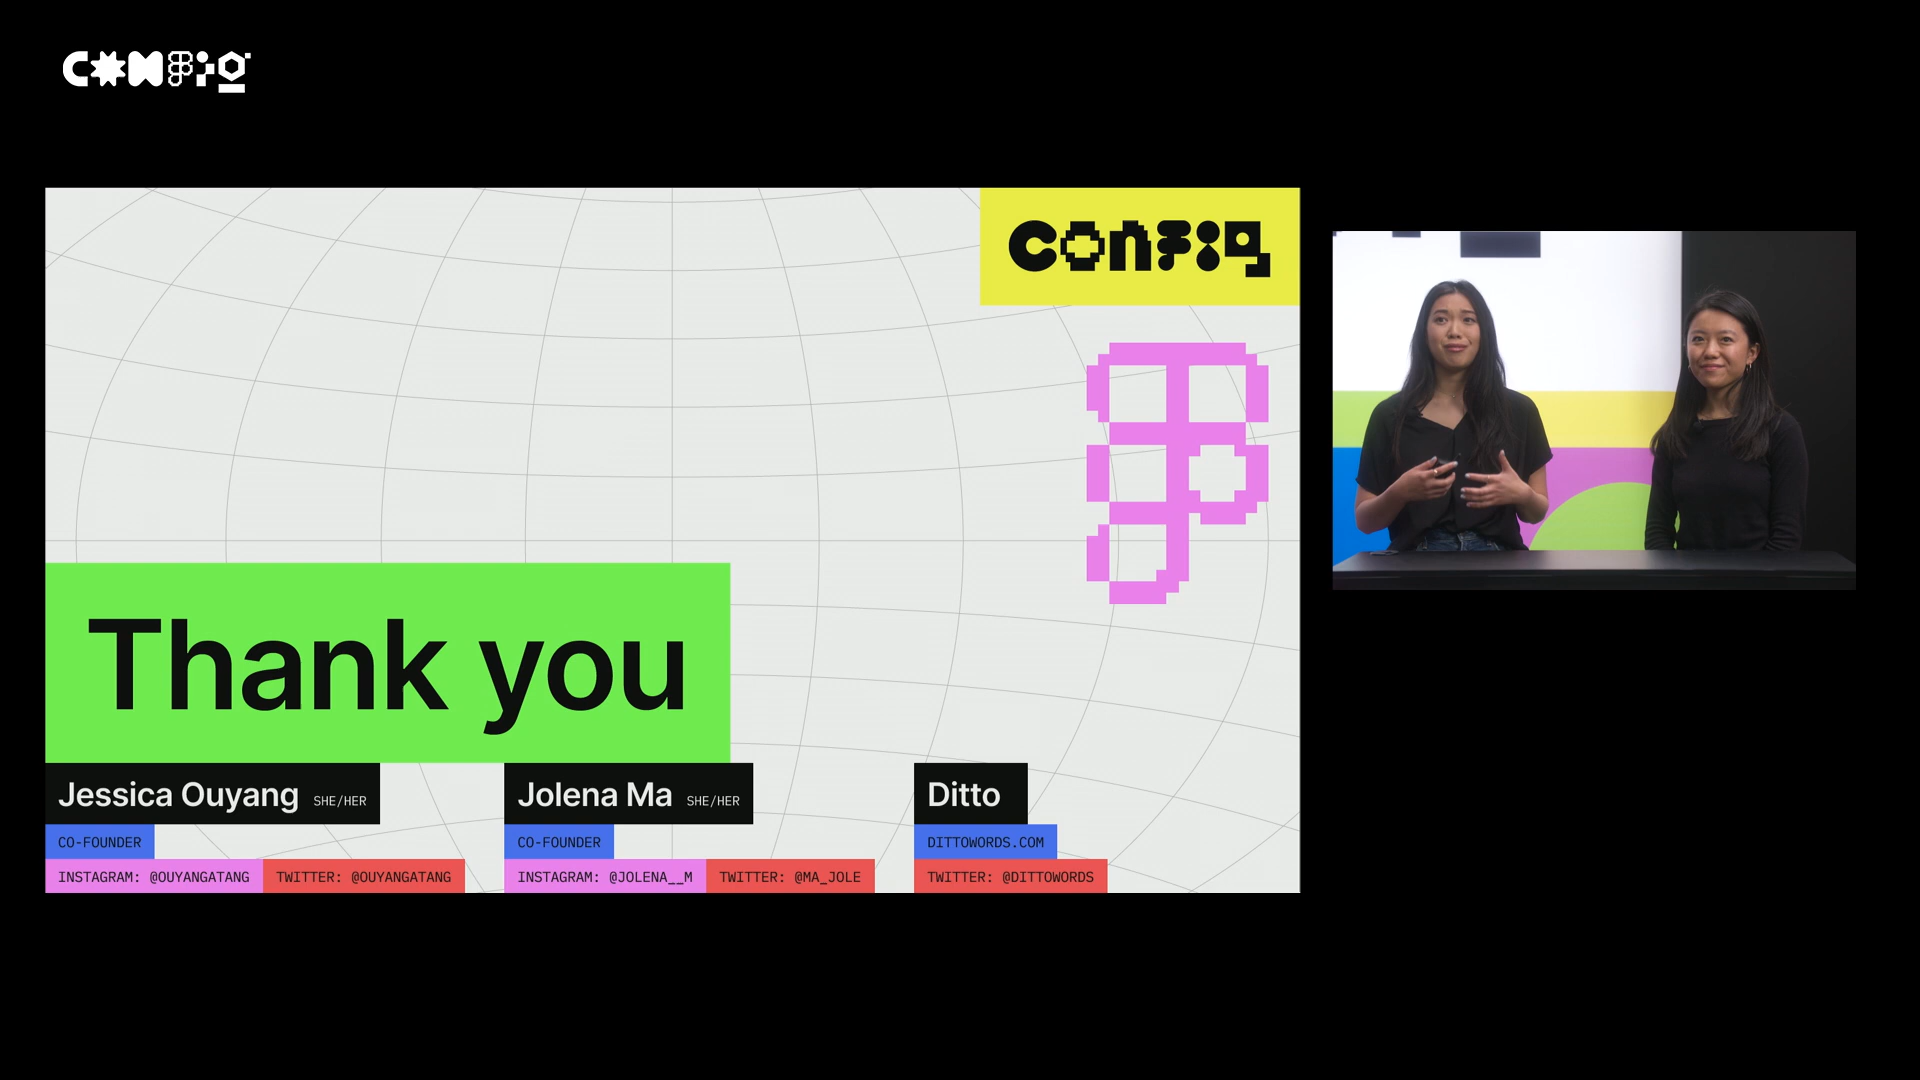 CONFIG
Config
Thank you
Jessica Ouyang SHE/HER
CO-FOUNDER
INSTAGRAM: @OUYANGATANG TWITTER: @OUYANGATANG
Jolena Ma SHE/HER
CO-FOUNDER
INSTAGRAM: @JOLENA__M TWITTER: @MA_JOLE
Ditto
DITTOWORDS.COM
TWITTER: @DITTOWORDS